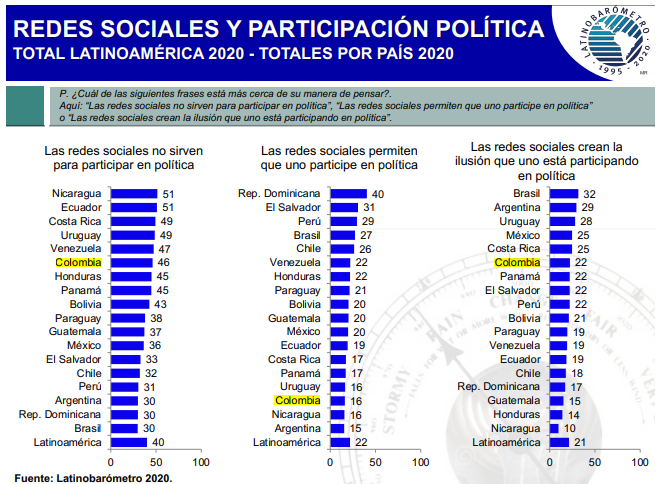 REDES SOCIALES Y PARTICIPACIÓN POLÍTICA
TOTAL LATINOAMÉRICA 2020 - TOTALES POR PAÍS 2020
LATINOBARÓMETRO
· 1995 - 2020 ·
MR
P. ¿Cuál de las siguientes frases está más cerca de su manera de pensar?.
Aquí: “Las redes sociales no sirven para participar en política”, “Las redes sociales permiten que uno participe en política”
o “Las redes sociales crean la ilusión que uno está participando en política”.
Las redes sociales no sirven
para participar en política
Nicaragua 51
Ecuador 51
Costa Rica 49
Uruguay 49
Venezuela 47
Colombia 46
Honduras 45
Panamá 45
Bolivia 43
Paraguay 38
Guatemala 37
México 36
El Salvador 33
Chile 32
Perú 31
Argentina 30
Rep. Dominicana 30
Brasil 30
Latinoamérica 40
0 50 100
Las redes sociales permiten
que uno participe en política
Rep. Dominicana 40
El Salvador 31
Perú 29
Brasil 27
Chile 26
Venezuela 22
Honduras 22
Paraguay 21
Bolivia 20
Guatemala 20
México 20
Ecuador 19
Costa Rica 17
Panamá 17
Uruguay 16
Colombia 16
Nicaragua 16
Argentina 15
Latinoamérica 22
0 50 100
Las redes sociales crean la
ilusión que uno está participando
en política
Brasil 32
Argentina 29
Uruguay 28
México 25
Costa Rica 25
Colombia 22
Panamá 22
El Salvador 22
Perú 22
Bolivia 21
Paraguay 19
Venezuela 19
Ecuador 19
Chile 18
Rep. Dominicana 17
Guatemala 15
Honduras 14
Nicaragua 10
Latinoamérica 21
0 50 100
STORMY
RAIN
CHANGE
FAIR
Fuente: Latinobarómetro 2020.